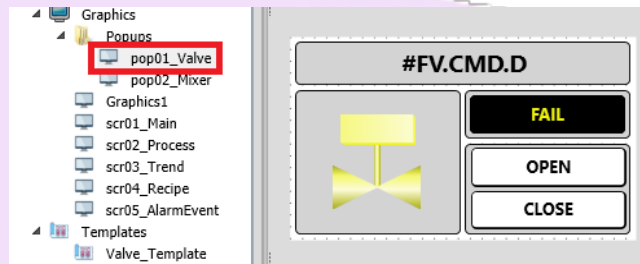 Graphics
Popups
pop01_Valve
pop02_Mixer
Graphics1
scr01_Main
scr02_Process
scr03_Trend
scr04_Recipe
scr05_AlarmEvent
Templates
Valve_Template
#FV.CMD.D
FAIL
OPEN
CLOSE